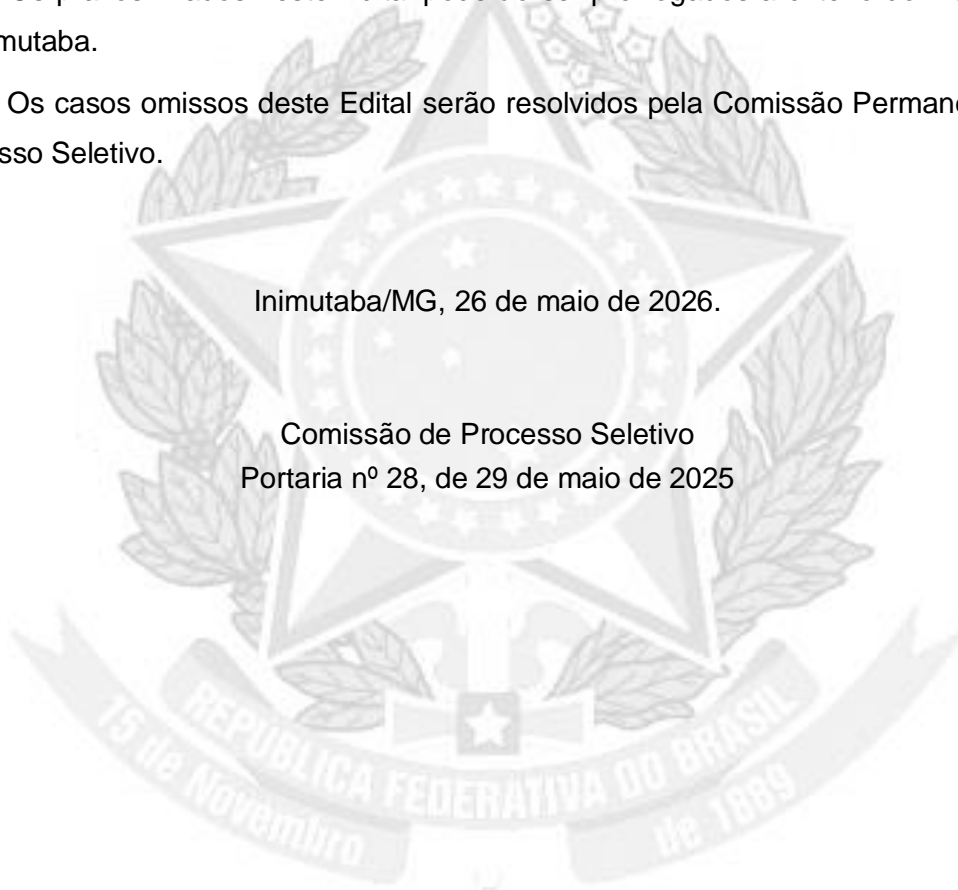 mutaba.
Os casos omissos deste Edital serão resolvidos pela Comissão Permane
sso Seletivo.
Inimutaba/MG, 26 de maio de 2026.
Comissão de Processo Seletivo
Portaria nº 28, de 29 de maio de 2025
REPÚBLICA FEDERATIVA DO BRASIL
15 de Novembro de 1889